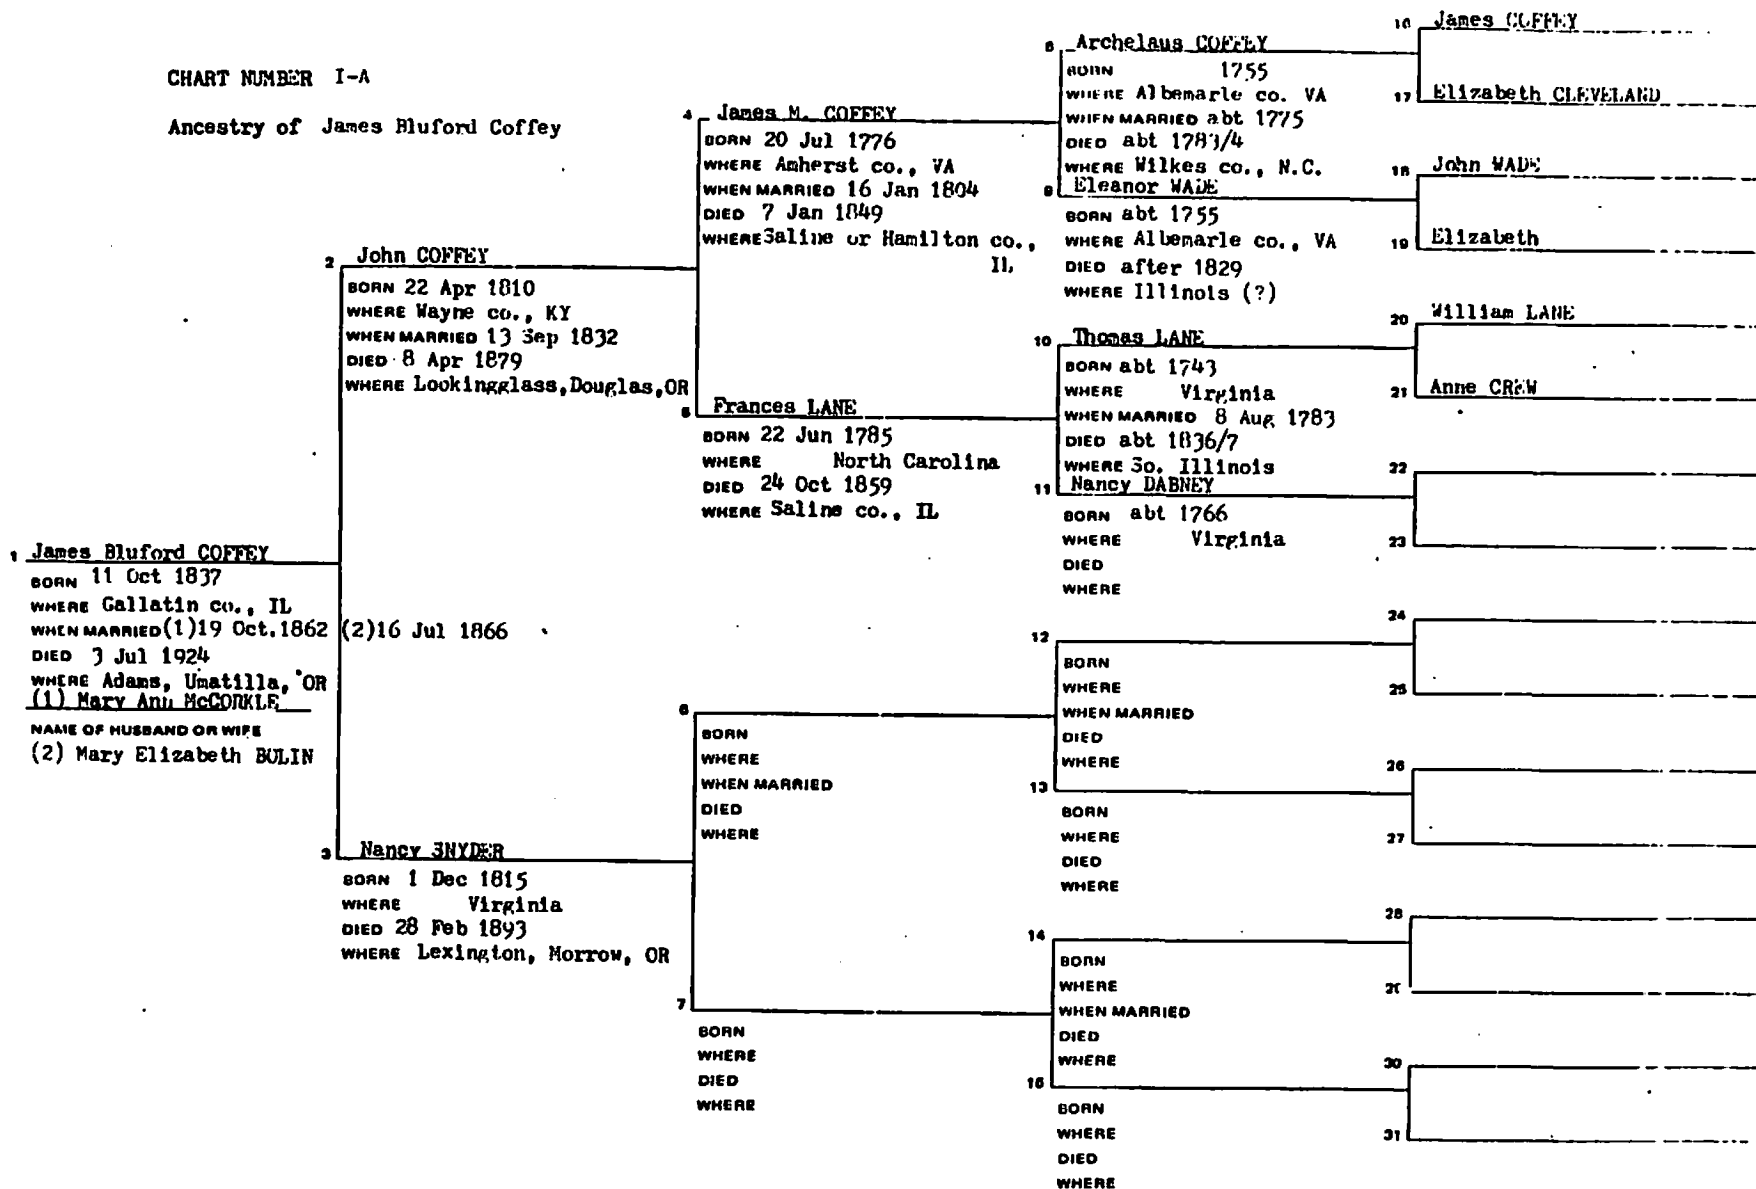 CHART NUMBER I-A
Ancestry of James Bluford Coffey
1 James Bluford COFFEY
BORN 11 Oct 1837
WHERE Gallatin co., IL
WHEN MARRIED (1)19 Oct.1862 (2)16 Jul 1866
DIED 3 Jul 1924
WHERE Adams, Umatilla, OR
(1) Mary Ann McCORKLE
NAME OF HUSBAND OR WIFE
(2) Mary Elizabeth BOLIN
2 John COFFEY
BORN 22 Apr 1810
WHERE Wayne co., KY
WHEN MARRIED 13 Sep 1832
DIED 8 Apr 1879
WHERE Lookingglass,Douglas,OR
3 Nancy SNYDER
BORN 1 Dec 1815
WHERE Virginia
DIED 28 Feb 1893
WHERE Lexington, Morrow, OR
4 James M. COFFEY
BORN 20 Jul 1776
WHERE Amherst co., VA
WHEN MARRIED 16 Jan 1804
DIED 7 Jan 1849
WHERE Saline or Hamilton co.,
IL
5 Frances LANE
BORN 22 Jun 1785
WHERE North Carolina
DIED 24 Oct 1859
WHERE Saline co., IL
6
BORN
WHERE
WHEN MARRIED
DIED
WHERE
7
BORN
WHERE
DIED
WHERE
8 Archelaus COFFEY
BORN 1755
WHERE Albemarle co. VA
WHEN MARRIED abt 1775
DIED abt 1783/4
WHERE Wilkes co., N.C.
9 Eleanor WADE
BORN abt 1755
WHERE Albemarle co., VA
DIED after 1829
WHERE Illinois (?)
10 Thomas LANE
BORN abt 1743
WHERE Virginia
WHEN MARRIED 8 Aug 1783
DIED abt 1836/7
WHERE So. Illinois
11 Nancy DABNEY
BORN abt 1766
WHERE Virginia
DIED
WHERE
12
BORN
WHERE
WHEN MARRIED
DIED
WHERE
13
BORN
WHERE
DIED
WHERE
14
BORN
WHERE
WHEN MARRIED
DIED
WHERE
15
BORN
WHERE
DIED
WHERE
16 James COFFEY
17 Elizabeth CLEVELAND
18 John WADE
19 Elizabeth
20 William LANE
21 Anne CREW
22
23
24
25
26
27
28
29
30
31